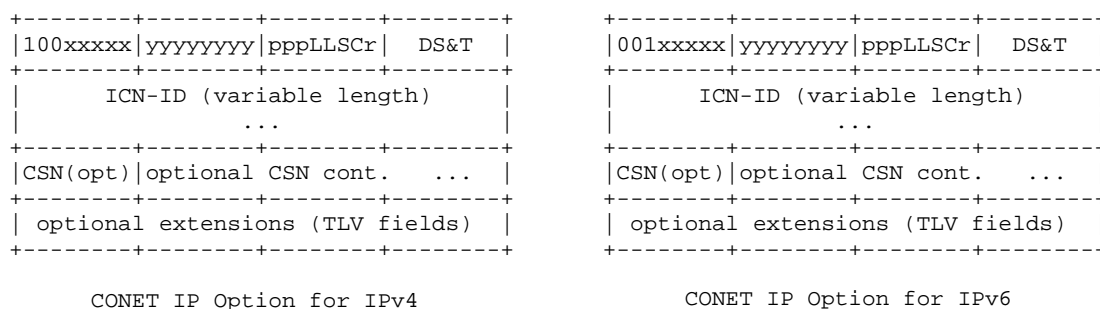 +--------+--------+--------+--------+
|100xxxxx|yyyyyyyy|pppLLSCr|  DS&T  |
+--------+--------+--------+--------+
|      ICN-ID (variable length)     |
|                ...                |
+--------+--------+--------+--------+
|CSN(opt)|optional CSN cont.   ...  |
+--------+--------+--------+--------+
| optional extensions (TLV fields)  |
+--------+--------+--------+--------+
CONET IP Option for IPv4
+--------+--------+--------+--------
|001xxxxx|yyyyyyyy|pppLLSCr|  DS&T
+--------+--------+--------+--------
|      ICN-ID (variable length)
|                ...
+--------+--------+--------+--------
|CSN(opt)|optional CSN cont.   ...
+--------+--------+--------+--------
| optional extensions (TLV fields)
+--------+--------+--------+--------
CONET IP Option for IPv6